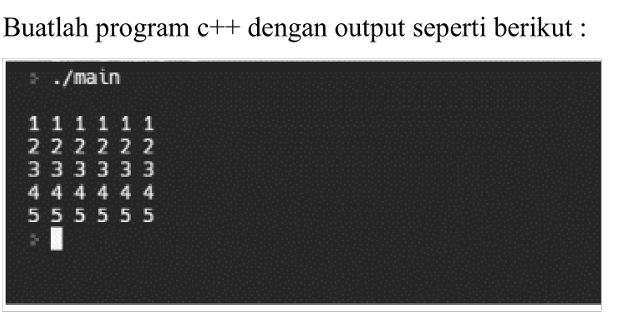 Buatlah program c++ dengan output seperti berikut :
> ./main
1 1 1 1 1 1
2 2 2 2 2 2
3 3 3 3 3 3
4 4 4 4 4 4
5 5 5 5 5 5
>